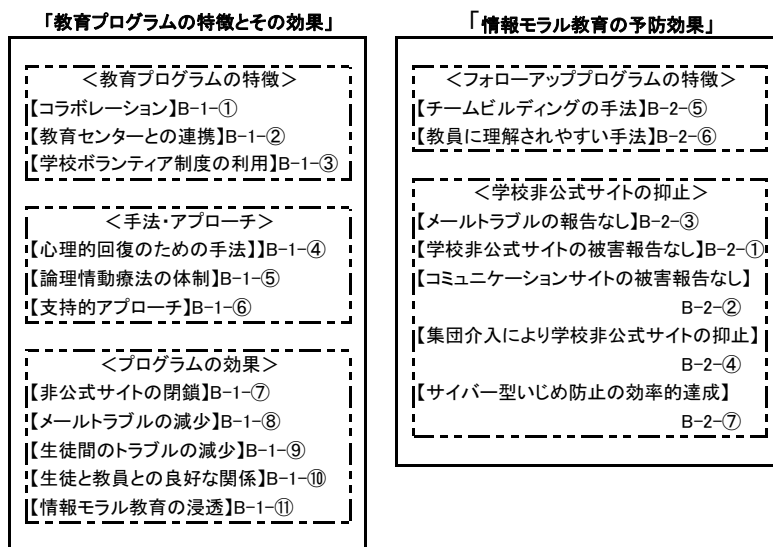 「教育プログラムの特徴とその効果」
＜教育プログラムの特徴＞
【コラボレーション】B-1-①
【教育センターとの連携】B-1-②
【学校ボランティア制度の利用】B-1-③
＜手法・アプローチ＞
【心理的回復のための手法】】B-1-④
【論理情動療法の体制】B-1-⑤
【支持的アプローチ】B-1-⑥
＜プログラムの効果＞
【非公式サイトの閉鎖】B-1-⑦
【メールトラブルの減少】B-1-⑧
【生徒間のトラブルの減少】B-1-⑨
【生徒と教員との良好な関係】B-1-⑩
【情報モラル教育の浸透】B-1-⑪
「情報モラル教育の予防効果」
＜フォローアッププログラムの特徴＞
【チームビルディングの手法】B-2-⑤
【教員に理解されやすい手法】B-2-⑥
＜学校非公式サイトの抑止＞
【メールトラブルの報告なし】B-2-③
【学校非公式サイトの被害報告なし】B-2-①
【コミュニケーションサイトの被害報告なし】
B-2-②
【集団介入により学校非公式サイトの抑止】
B-2-④
【サイバー型いじめ防止の効率的達成】
B-2-⑦